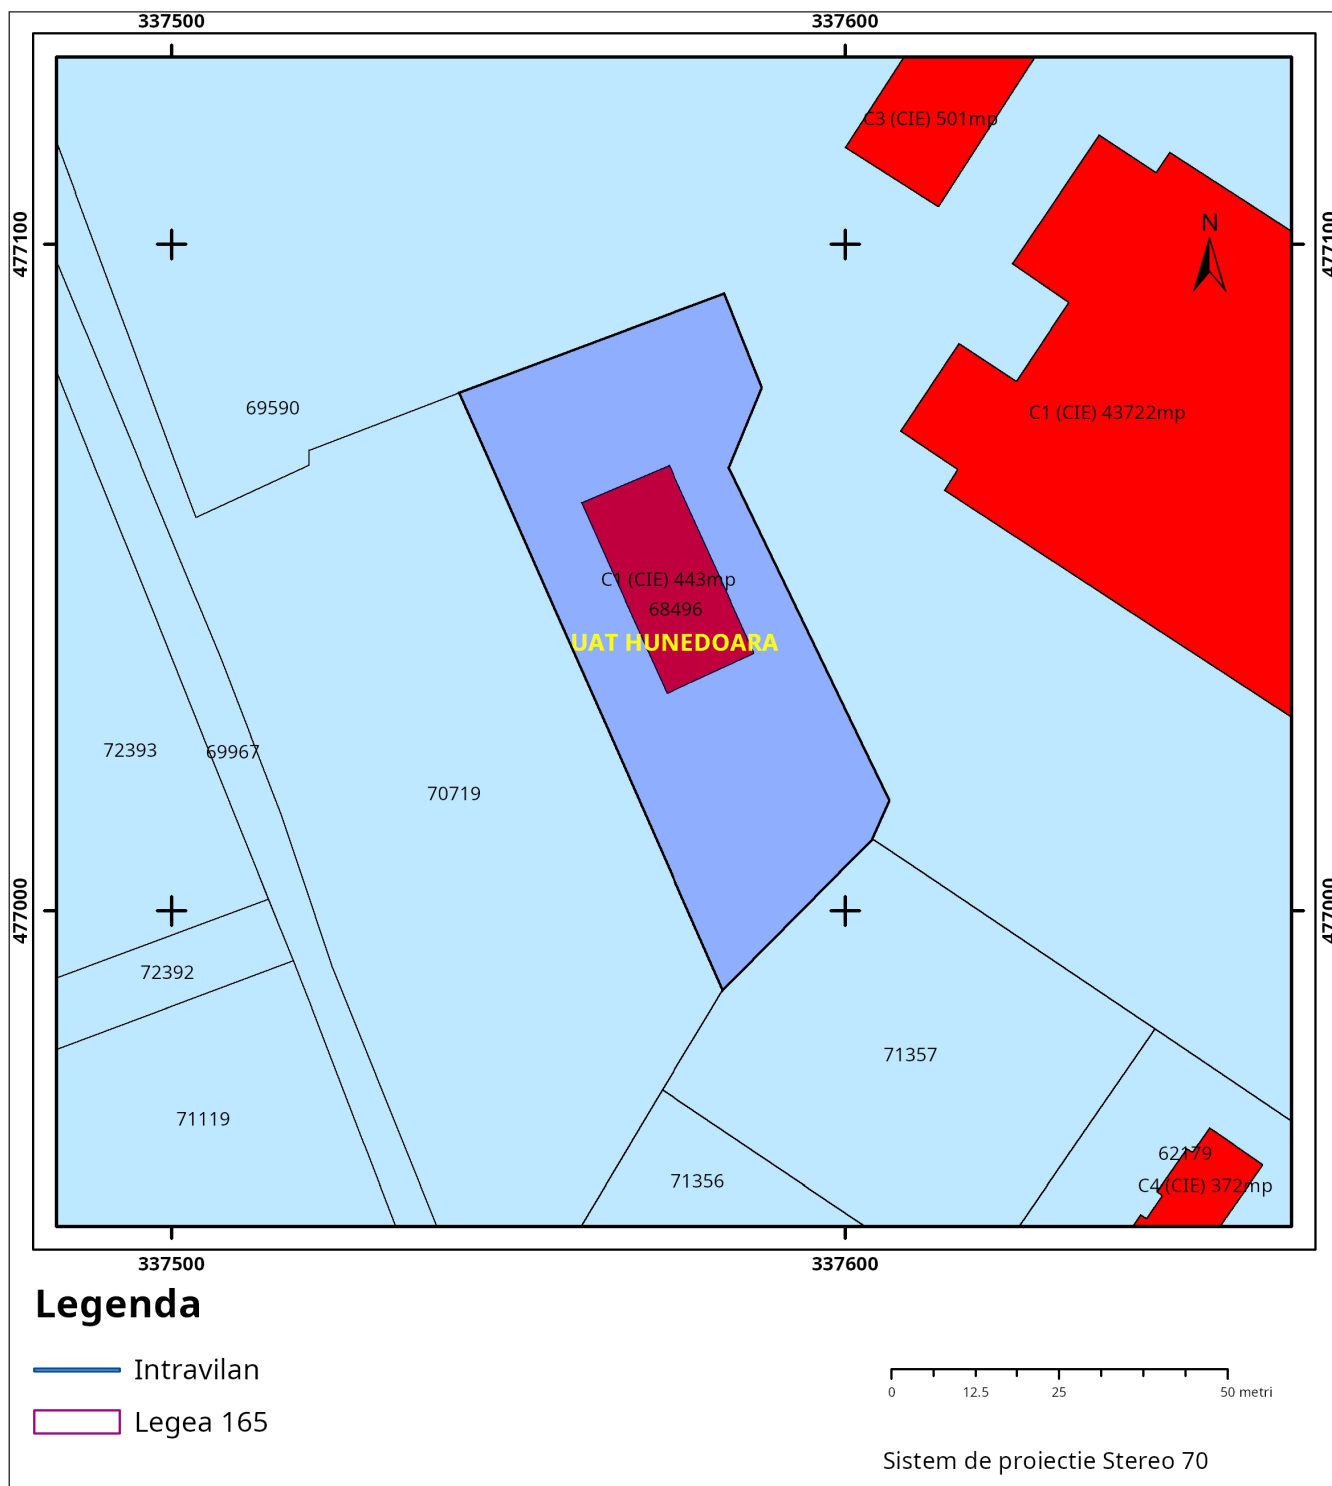 337500
337600
C3 (CIE) 501mp
N
477100
477100
69590
C1 (CIE) 43722mp
C1 (CIE) 443mp
68496
UAT HUNEDOARA
72393
69967
70719
477000
477000
72392
71357
71119
62179
71356
C4 (CIE) 372mp
337500
337600
Legenda
Intravilan
Legea 165
0
12.5
25
50 metri
Sistem de proiectie Stereo 70